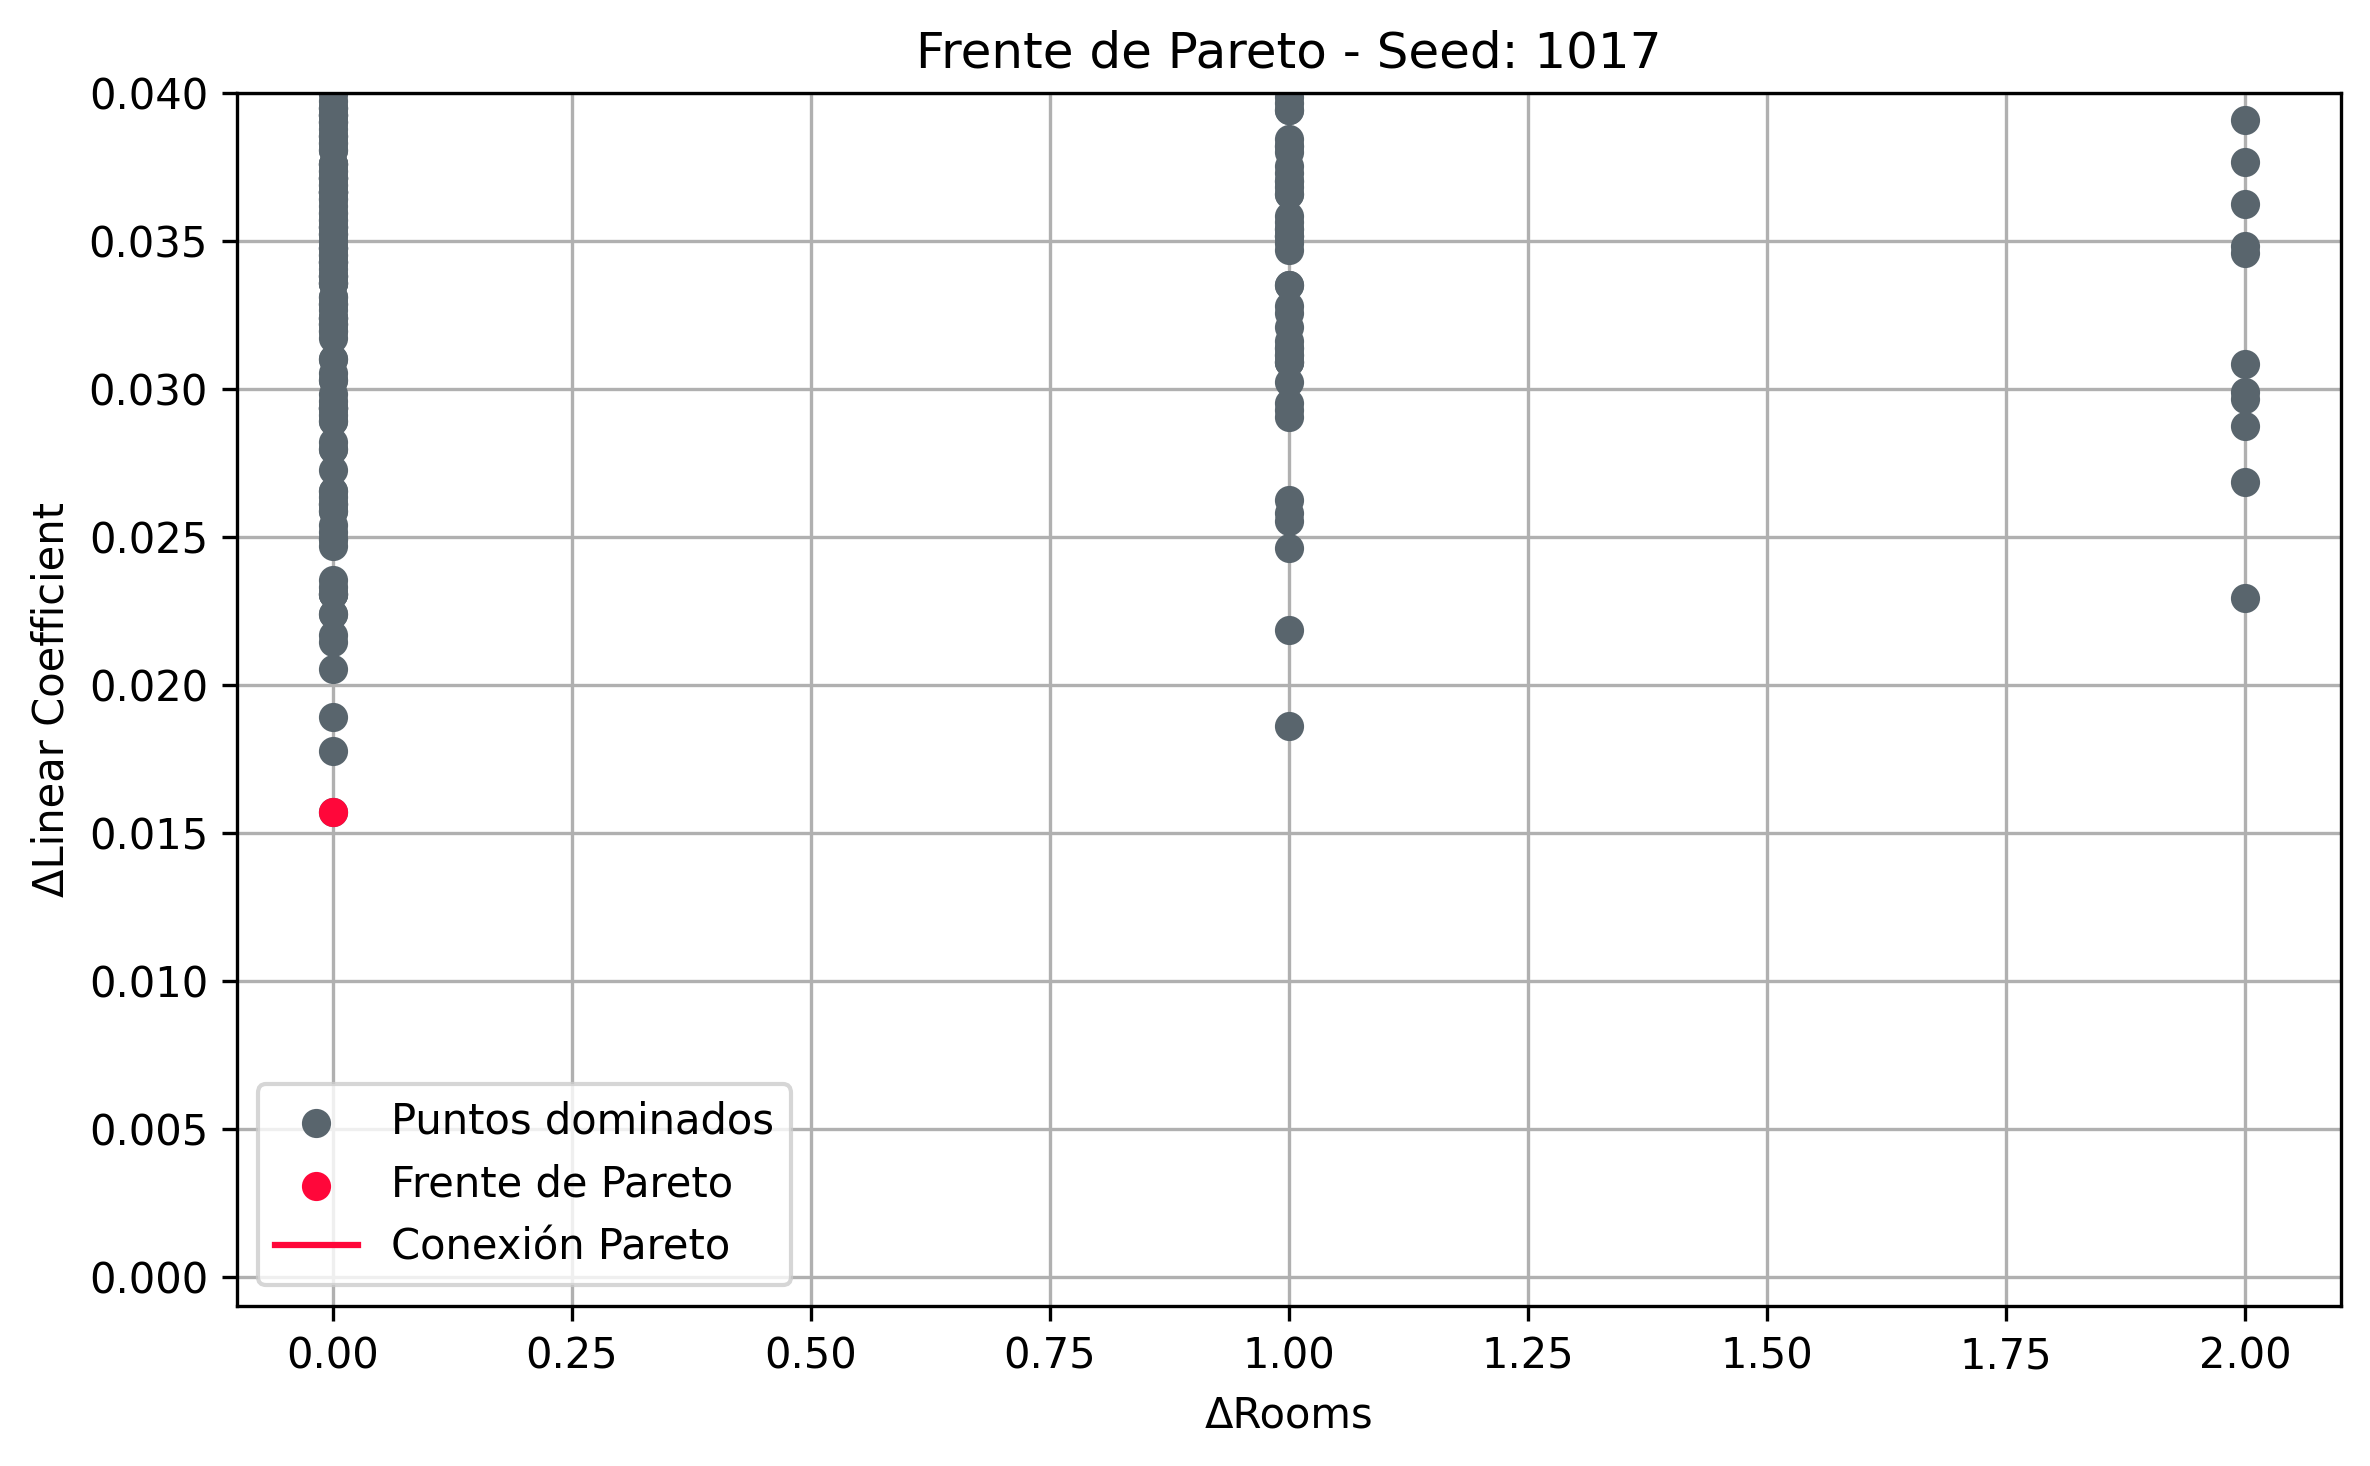 Frente de Pareto - Seed: 1017
0.040
0.035
0.030
0.025
0.020
0.015
0.010
0.005
0.000
ΔLinear Coefficient
Puntos dominados
Frente de Pareto
Conexión Pareto
0.00 0.25 0.50 0.75 1.00 1.25 1.50 1.75 2.00
ΔRooms